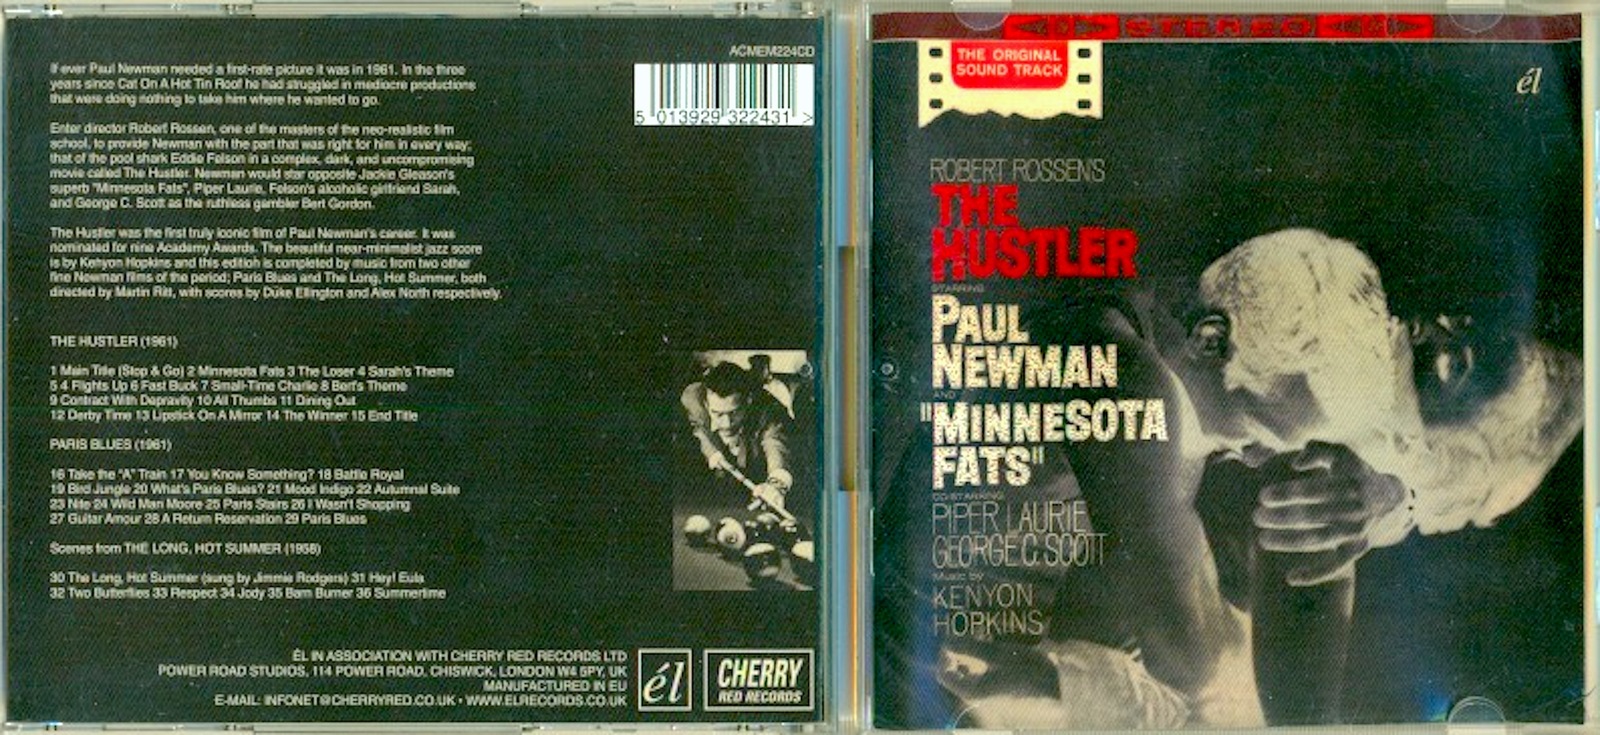 ACMEM224CD
If ever Paul Newman needed a first-rate picture it was in 1961. In the three
years since Cat On A Hot Tin Roof he had struggled in mediocre productions
that were doing nothing to take him where he wanted to go.
Enter director Robert Rossen, one of the masters of the neo-realistic film
school, to provide Newman with the part that was right for him in every way;
that of the pool shark Eddie Felson in a complex, dark, and uncompromising
movie called The Hustler. Newman would star opposite Jackie Gleason's
superb "Minnesota Fats", Piper Laurie, Felson's alcoholic girlfriend Sarah,
and George C. Scott as the ruthless gambler Bert Gordon.
The Hustler was the first truly iconic film of Paul Newman's career. It was
nominated for nine Academy Awards. The beautiful near-minimalist jazz score
is by Kenyon Hopkins and this edition is completed by music from two other
fine Newman films of the period; Paris Blues and The Long, Hot Summer, both
directed by Martin Ritt, with scores by Duke Ellington and Alex North respectively.
5 013929 322431 >
THE HUSTLER (1961)
1 Main Title (Stop & Go) 2 Minnesota Fats 3 The Loser 4 Sarah's Theme
5 4 Flights Up 6 Fast Buck 7 Small-Time Charlie 8 Bert's Theme
9 Contract With Depravity 10 All Thumbs 11 Dining Out
12 Derby Time 13 Lipstick On A Mirror 14 The Winner 15 End Title
PARIS BLUES (1961)
16 Take the "A" Train 17 You Know Something? 18 Battle Royal
19 Bird Jungle 20 What's Paris Blues? 21 Mood Indigo 22 Autumnal Suite
23 Nite 24 Wild Man Moore 25 Paris Stairs 26 I Wasn't Shopping
27 Guitar Amour 28 A Return Reservation 29 Paris Blues
Scenes from THE LONG, HOT SUMMER (1958)
30 The Long, Hot Summer (sung by Jimmie Rodgers) 31 Hey! Eula
32 Two Butterflies 33 Respect 34 Jody 35 Barn Burner 36 Summertime
ÉL IN ASSOCIATION WITH CHERRY RED RECORDS LTD
POWER ROAD STUDIOS, 114 POWER ROAD, CHISWICK, LONDON W4 5PY, UK
MANUFACTURED IN EU
E-MAIL: INFONET@CHERRYRED.CO.UK • WWW.ELRECORDS.CO.UK
él
CHERRY
RED RECORDS
STEREO
THE ORIGINAL
SOUND TRACK
él
ROBERT ROSSEN'S
THE
HUSTLER
STARRING
PAUL
NEWMAN
AND
"MINNESOTA
FATS"
CO-STARRING
PIPER LAURIE
GEORGE C. SCOTT
Music by
KENYON
HOPKINS